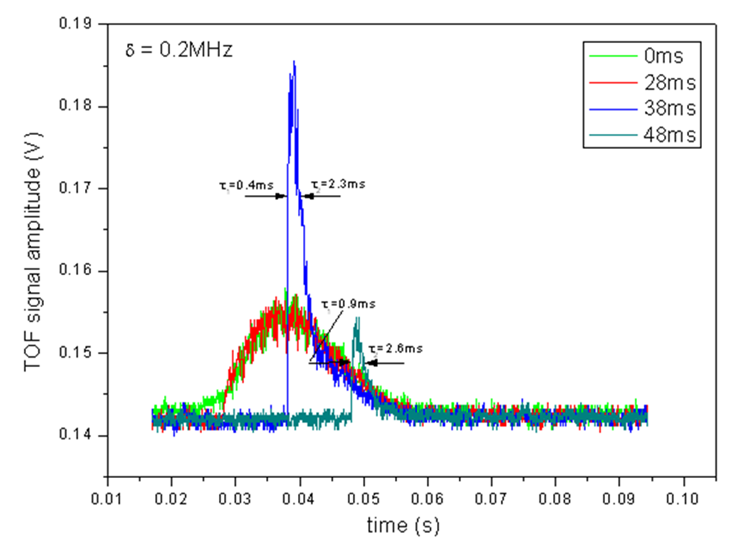 0.19
δ = 0.2MHz
0ms
28ms
38ms
48ms
0.18
0.17
0.16
0.15
0.14
TOF signal amplitude (V)
τ₁=0.4ms
τ₂=2.3ms
τ₁=0.9ms
τ₂=2.6ms
0.01 0.02 0.03 0.04 0.05 0.06 0.07 0.08 0.09 0.10
time (s)